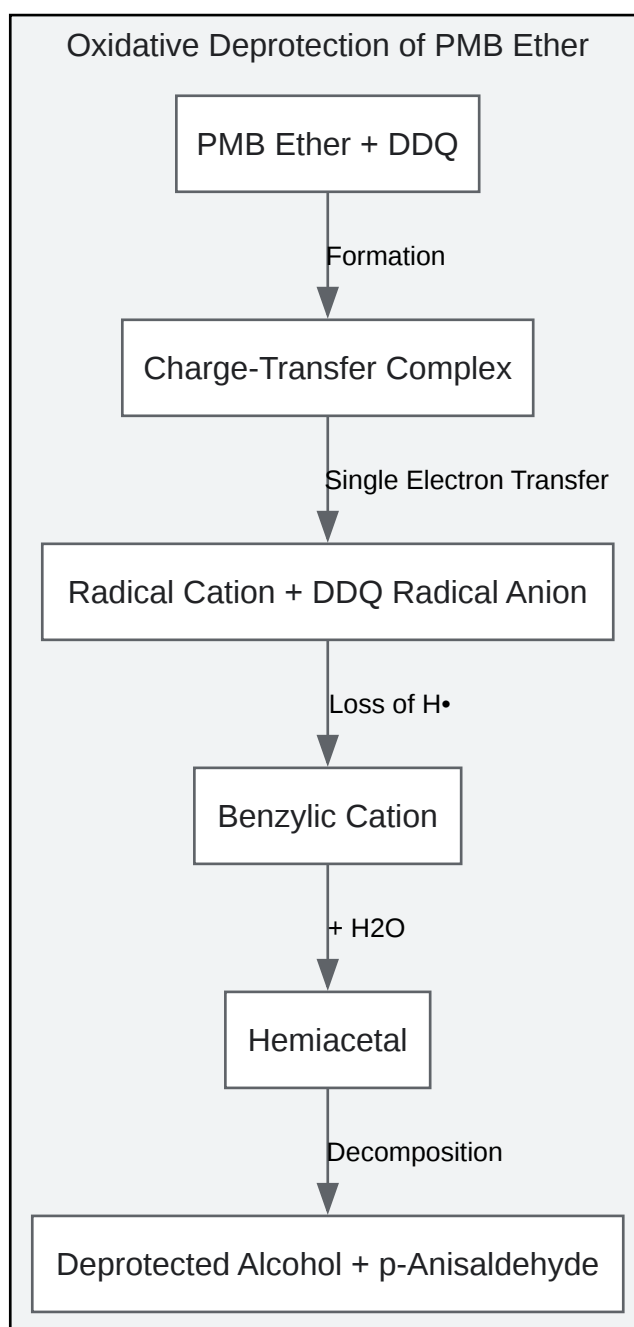 Oxidative Deprotection of PMB Ether
PMB Ether + DDQ
Formation
Charge-Transfer Complex
Single Electron Transfer
Radical Cation + DDQ Radical Anion
Loss of H•
Benzylic Cation
+ H2O
Hemiacetal
Decomposition
Deprotected Alcohol + p-Anisaldehyde